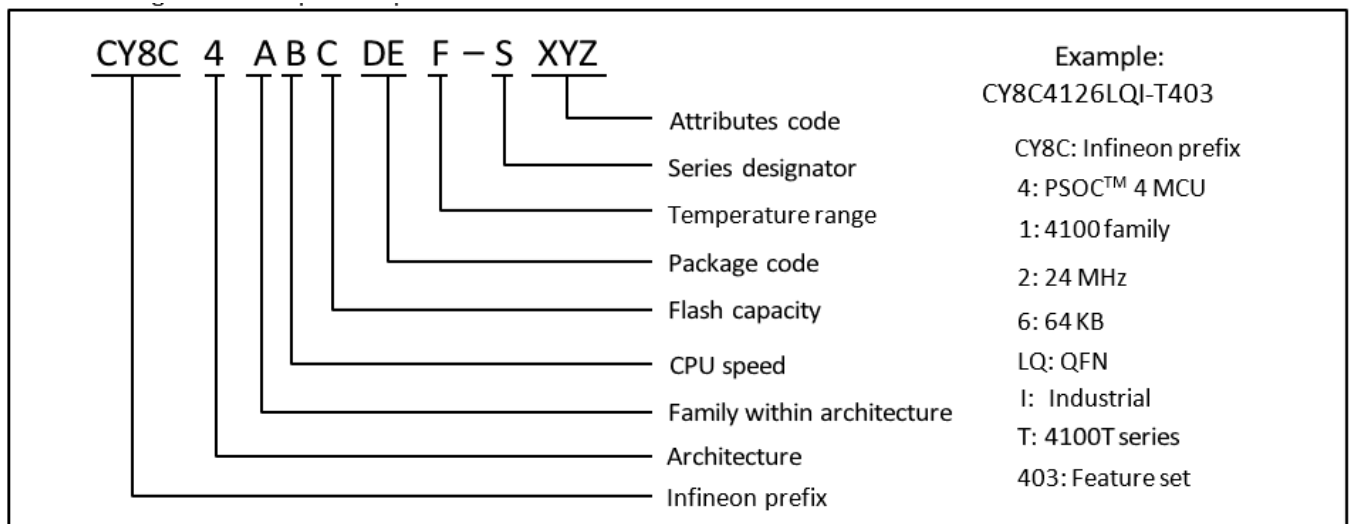 CY8C 4 A B C DE F – S XYZ
Attributes code
Series designator
Temperature range
Package code
Flash capacity
CPU speed
Family within architecture
Architecture
Infineon prefix
Example:
CY8C4126LQI-T403
CY8C: Infineon prefix
4: PSOC™ 4 MCU
1: 4100 family
2: 24 MHz
6: 64 KB
LQ: QFN
I: Industrial
T: 4100T series
403: Feature set